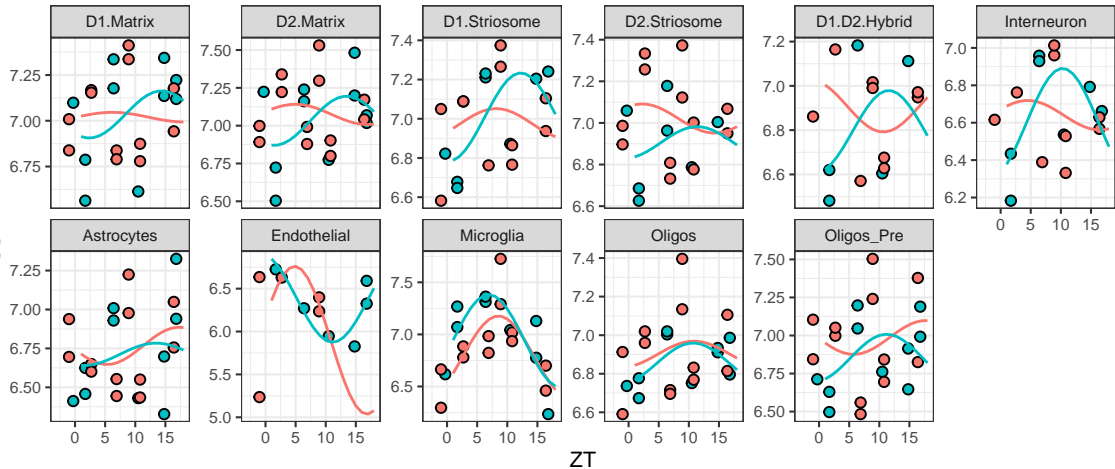 D1.Matrix D2.Matrix D1.Striosome D2.Striosome D1.D2.Hybrid Interneuron
7.25 7.00 6.75
7.50 7.25 7.00 6.75 6.50
7.4 7.2 7.0 6.8 6.6
7.4 7.2 7.0 6.8 6.6
7.2 7.0 6.8 6.6
7.0 6.8 6.6 6.4 6.2
0 5 10 15
Astrocytes Endothelial Microglia Oligos Oligos_Pre
7.25 7.00 6.75 6.50
6.5 6.0 5.5 5.0
7.5 7.0 6.5
7.4 7.2 7.0 6.8 6.6
7.50 7.25 7.00 6.75 6.50
0 5 10 15 0 5 10 15 0 5 10 15 0 5 10 15 0 5 10 15
ZT